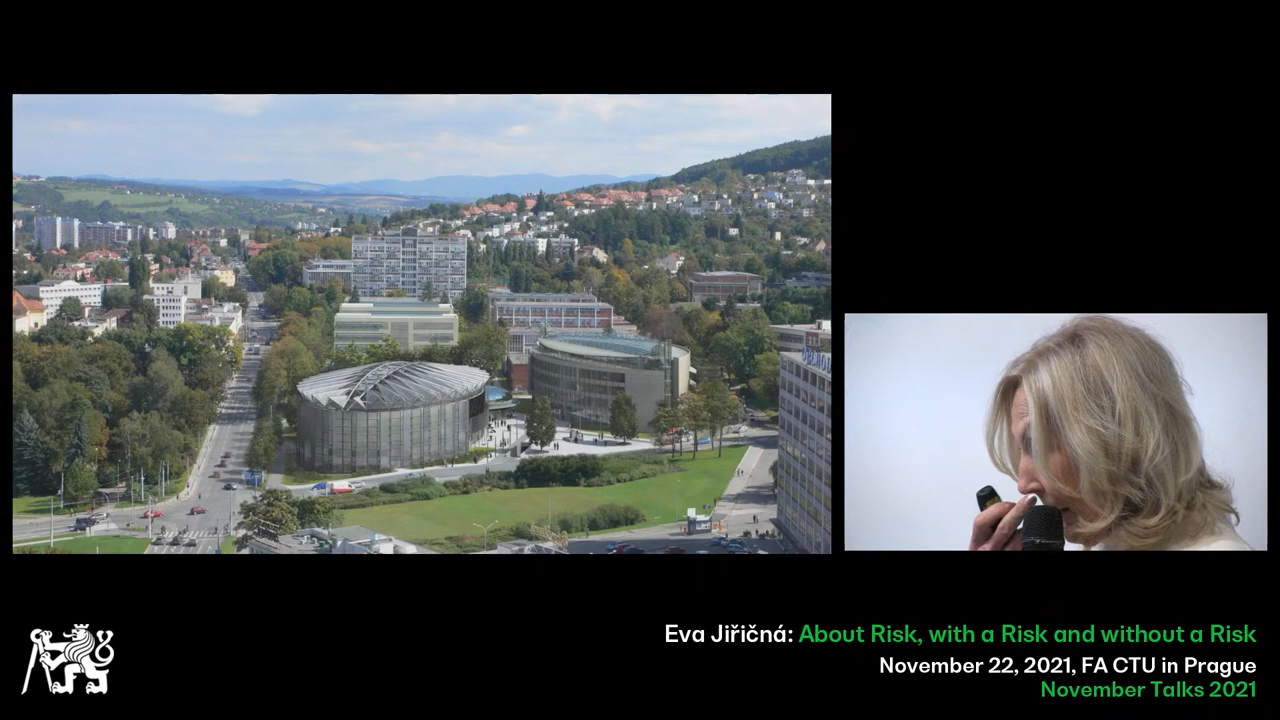 OBCHOD
Eva Jiřičná: About Risk, with a Risk and without a Risk
November 22, 2021, FA CTU in Prague
November Talks 2021